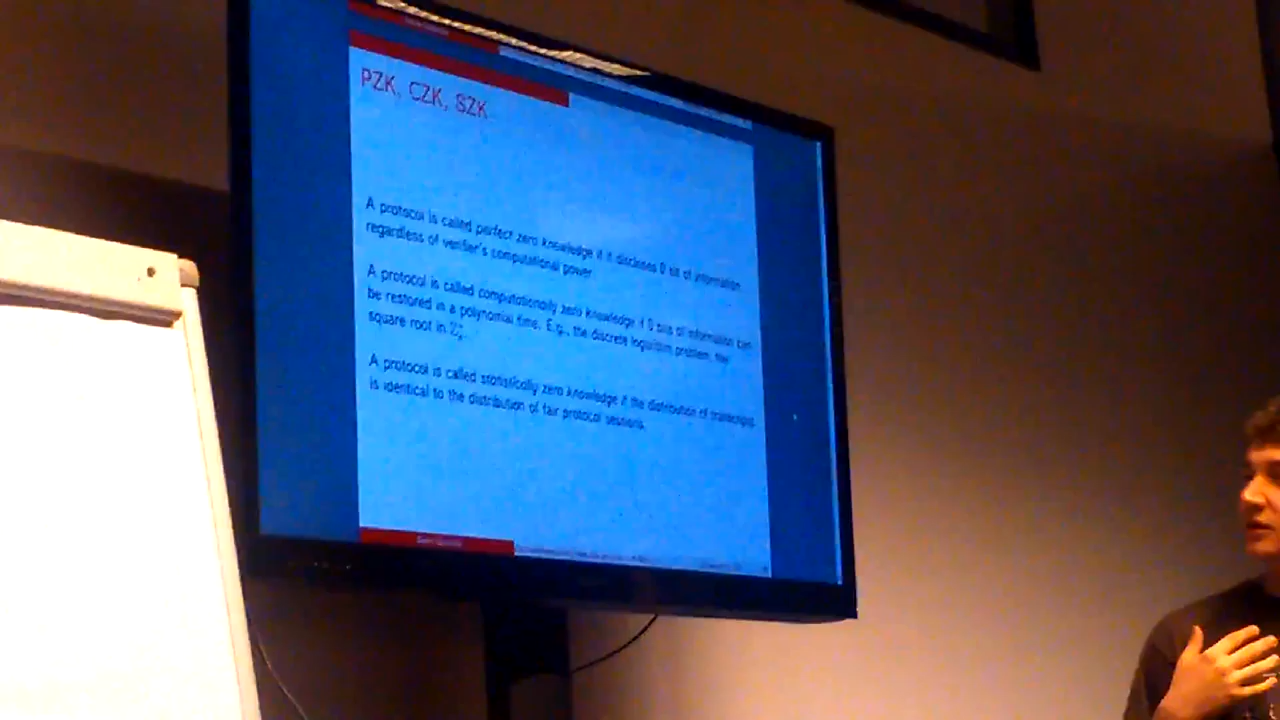 PZK, CZK, SZK
A protocol is called perfect zero knowledge if it discloses 0 bit of information
regardless of verifier's computational power
A protocol is called computationally zero knowledge if 0 bits of information can
be restored in a polynomial time. E.g., the discrete logarithm problem, the
square root in Z
A protocol is called statistically zero knowledge if the distribution of transcripts
is identical to the distribution of fair protocol sessions.